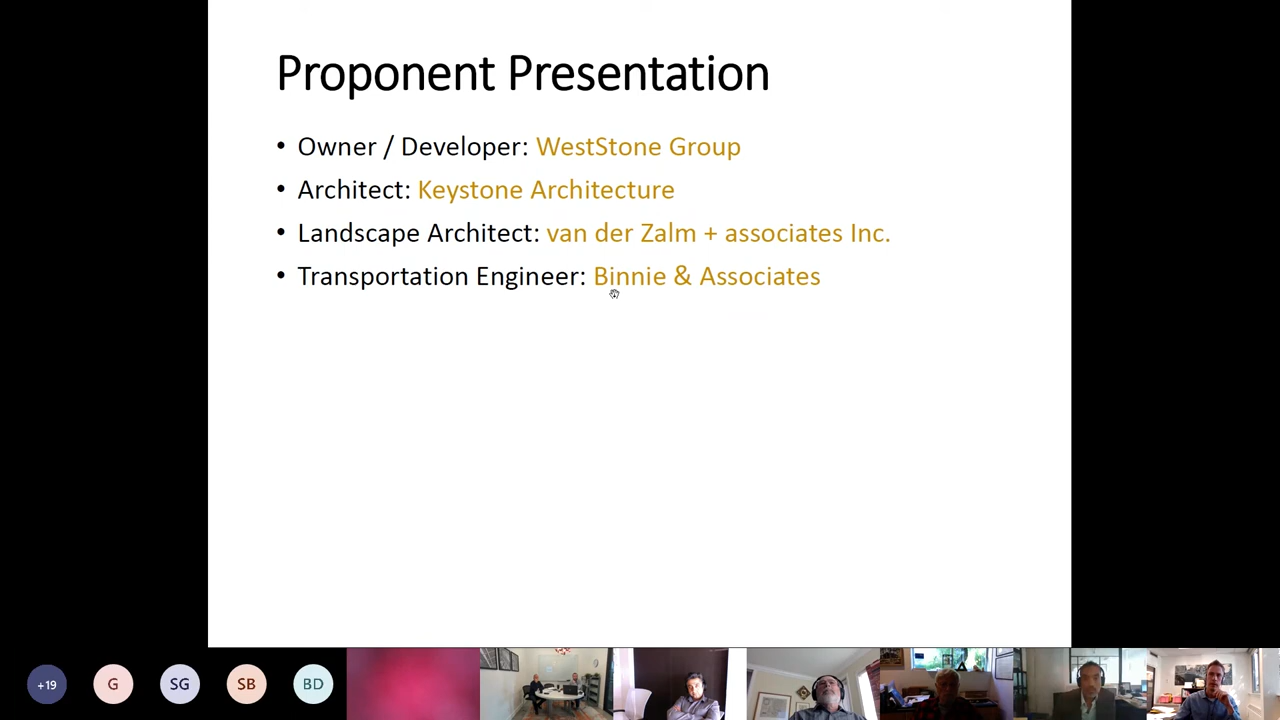 Proponent Presentation
• Owner / Developer: WestStone Group
• Architect: Keystone Architecture
• Landscape Architect: van der Zalm + associates Inc.
• Transportation Engineer: Binnie & Associates
+19
G
SG
SB
BD